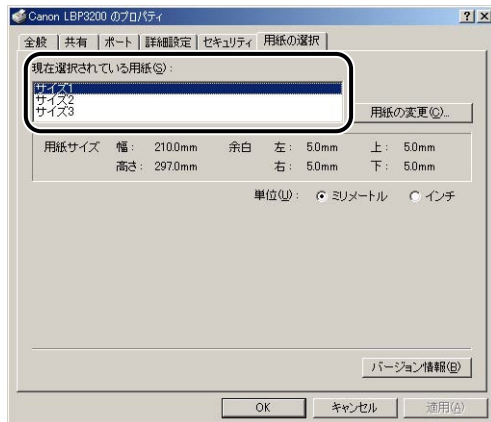 Canon LBP3200 のプロパティ
全般 共有 ポート 詳細設定 セキュリティ 用紙の選択
現在選択されている用紙(S):
サイズ1
サイズ2
サイズ3
用紙の変更(C)...
用紙サイズ 幅: 210.0mm 余白 左: 5.0mm 上: 5.0mm
高さ: 297.0mm 右: 5.0mm 下: 5.0mm
単位(U): ミリメートル インチ
バージョン情報(B)
OK キャンセル 適用(A)